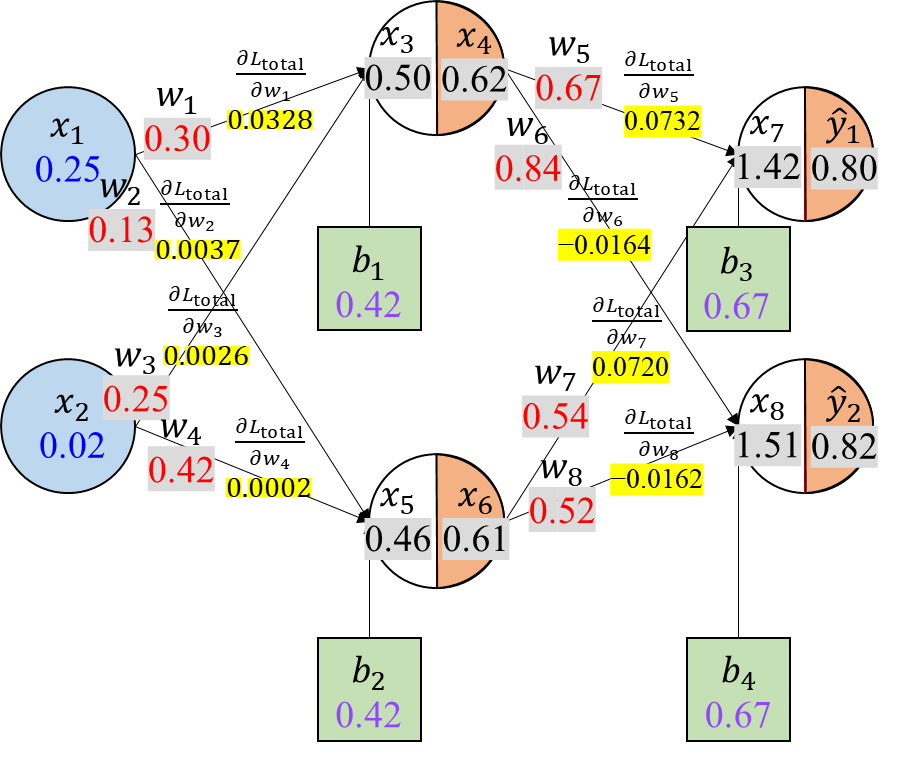 x₁
0.25
x₂
0.02
w₁
0.30
∂L_total
∂w₁
0.0328
w₂
0.13
∂L_total
∂w₂
0.0037
w₃
0.25
∂L_total
∂w₃
0.0026
w₄
0.42
∂L_total
∂w₄
0.0002
x₃ x₄
0.50 0.62
b₁
0.42
x₅ x₆
0.46 0.61
b₂
0.42
w₅
0.67
∂L_total
∂w₅
0.0732
w₆
0.84
∂L_total
∂w₆
−0.0164
w₇
0.54
∂L_total
∂w₇
0.0720
w₈
0.52
∂L_total
∂w₈
−0.0162
x₇ ŷ₁
1.42 0.80
b₃
0.67
x₈ ŷ₂
1.51 0.82
b₄
0.67